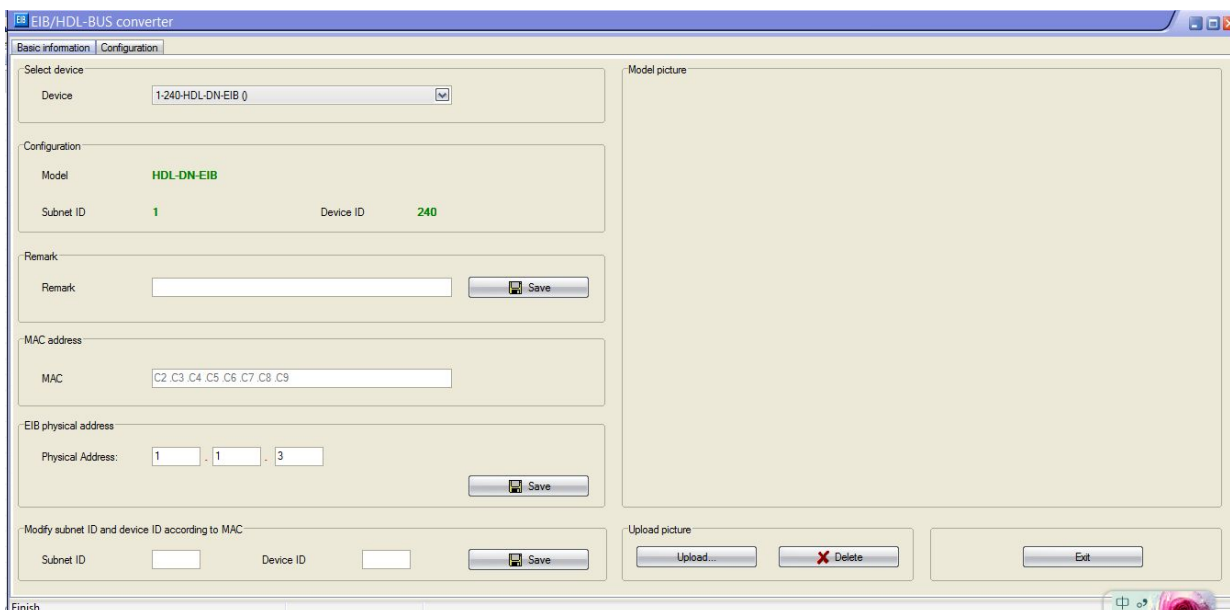 EIB EIB/HDL-BUS converter
Basic information Configuration
Select device
Device 1-240-HDL-DN-EIB ()
Configuration
Model HDL-DN-EIB
Subnet ID 1 Device ID 240
Remark
Remark Save
MAC address
MAC C2 .C3 .C4 .C5 .C6 .C7 .C8 .C9
EIB physical address
Physical Address: 1 . 1 . 3
Save
Modify subnet ID and device ID according to MAC
Subnet ID Device ID Save
Model picture
Upload picture
Upload... Delete Exit
Finish
中